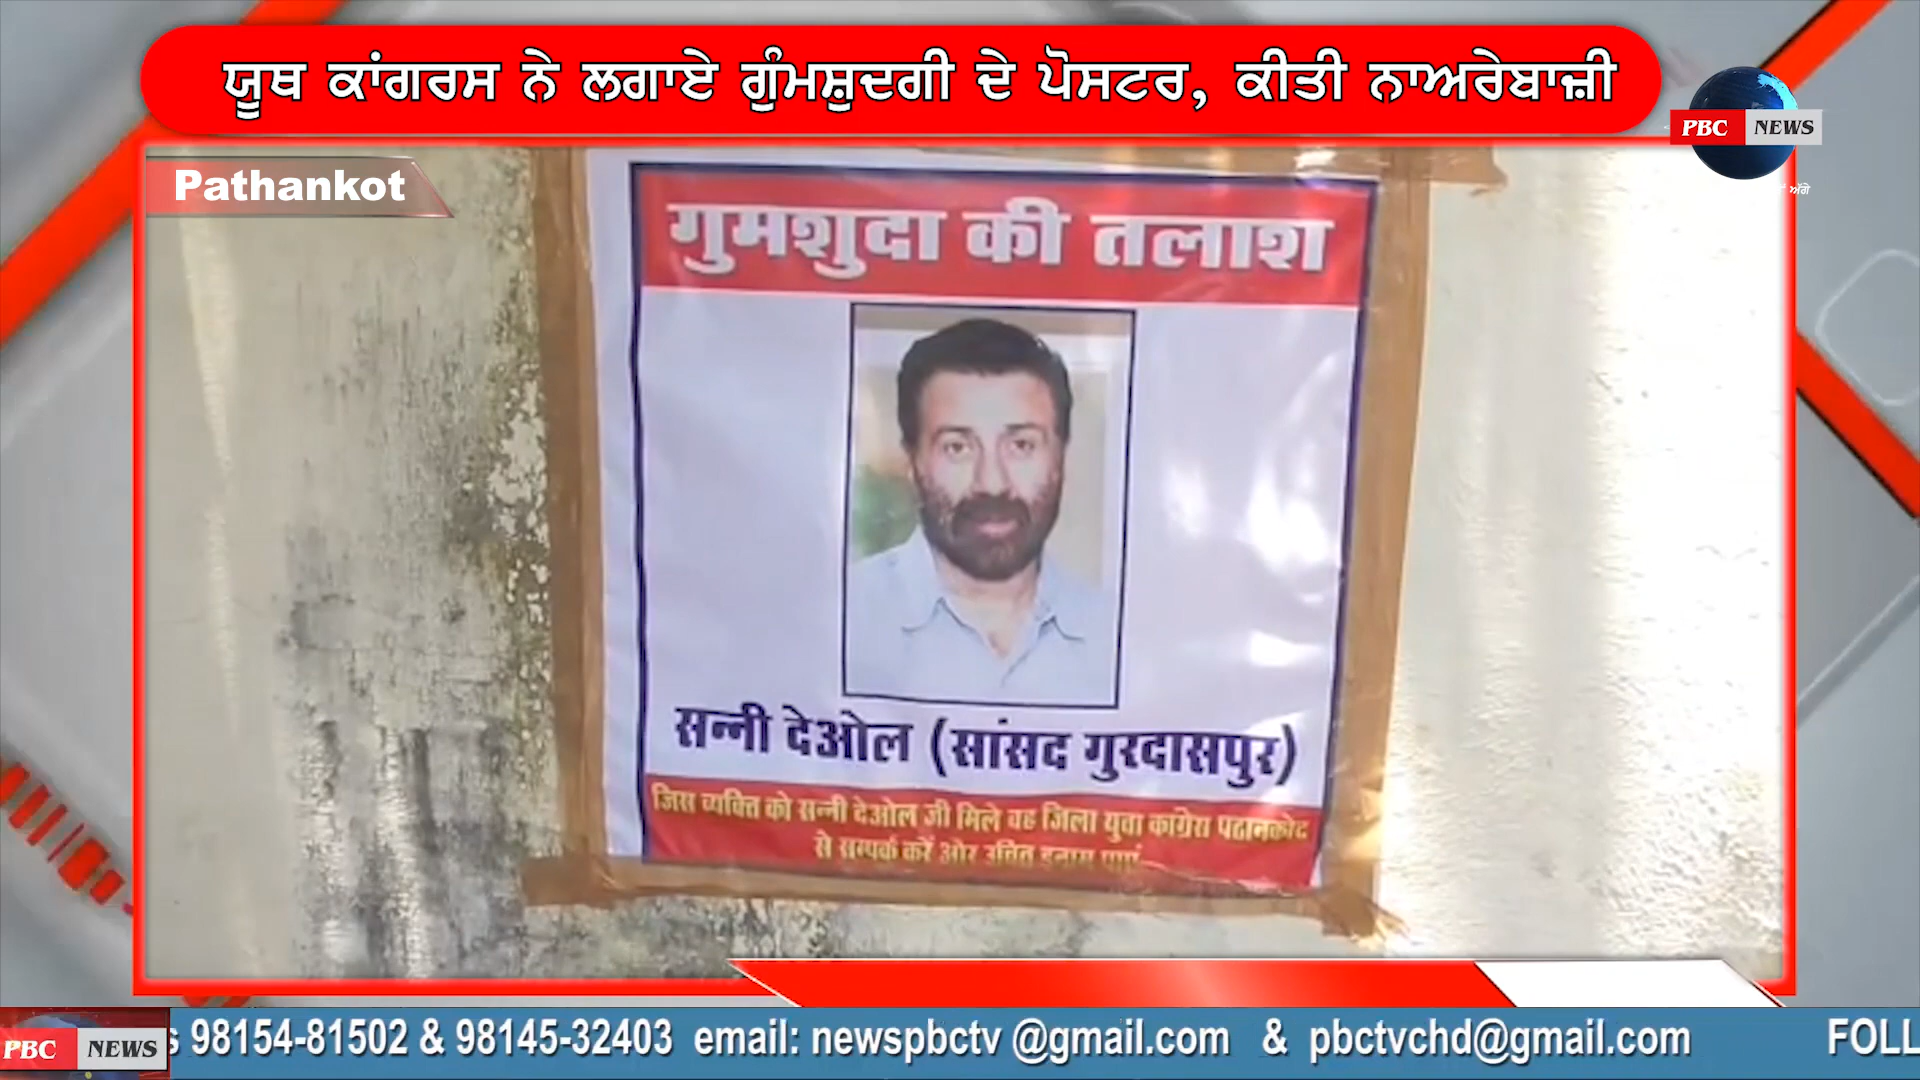 ਯੂਥ ਕਾਂਗਰਸ ਨੇ ਲਗਾਏ ਗੁੰਮਸ਼ੁਦਗੀ ਦੇ ਪੋਸਟਰ, ਕੀਤੀ ਨਾਅਰੇਬਾਜ਼ੀ
PBC NEWS
ਅੱਗੇ
Pathankot
गुमशुदा की तलाश
सन्नी देओल (सांसद गुरदासपुर)
जिस व्यक्ति को सन्नी देओल जी मिले वह जिला युवा कांग्रेस पठानकोट
से सम्पर्क करें ओर उचित इनाम पाएं
PBC NEWS
s 98154-81502 & 98145-32403 email: newspbctv @gmail.com & pbctvchd@gmail.com FOLL